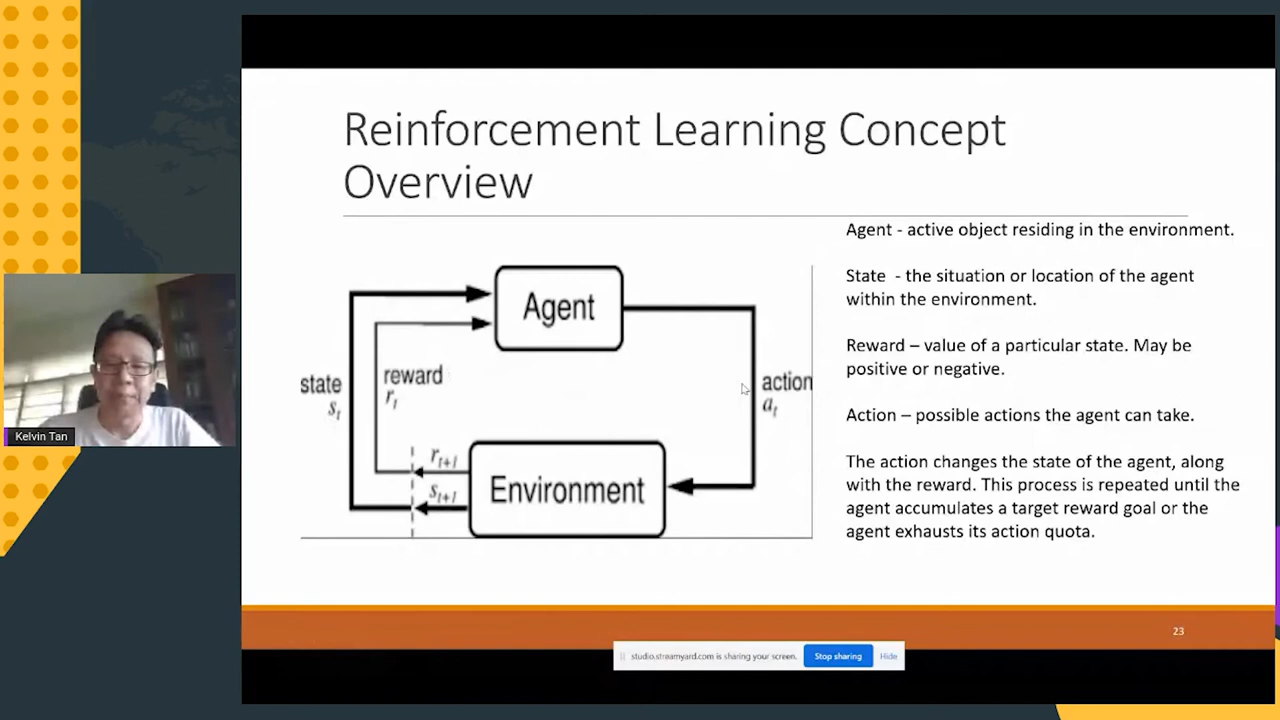 Reinforcement Learning Concept
Overview
Agent - active object residing in the environment.
State - the situation or location of the agent
within the environment.
Reward – value of a particular state. May be
positive or negative.
Action – possible actions the agent can take.
The action changes the state of the agent, along
with the reward. This process is repeated until the
agent accumulates a target reward goal or the
agent exhausts its action quota.
Agent
state
s_t
reward
r_t
action
a_t
r_{t+1}
s_{t+1}
Environment
Kelvin Tan
23
studio.streamyard.com is sharing your screen.
Stop sharing
Hide